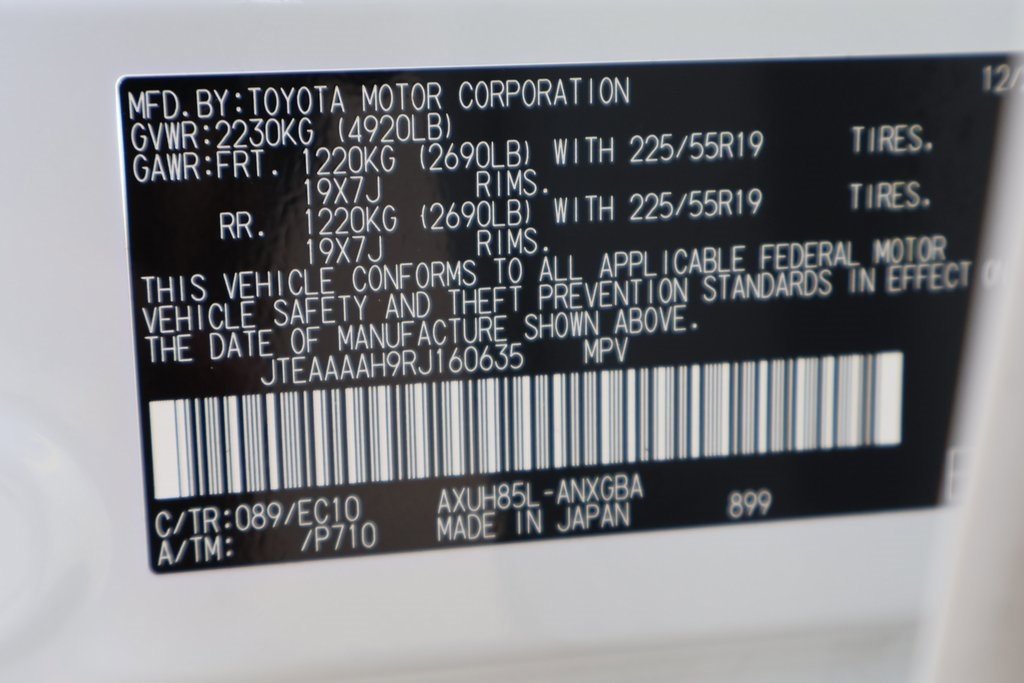 MFD.BY:TOYOTA MOTOR CORPORATION 12/
GVWR:2230KG (4920LB)
GAWR:FRT. 1220KG (2690LB) WITH 225/55R19 TIRES.
19X7J RIMS.
RR. 1220KG (2690LB) WITH 225/55R19 TIRES.
19X7J RIMS.
THIS VEHICLE CONFORMS TO ALL APPLICABLE FEDERAL MOTOR
VEHICLE SAFETY AND THEFT PREVENTION STANDARDS IN EFFECT
THE DATE OF MANUFACTURE SHOWN ABOVE.
JTEAAAAH9RJ160635 MPV
C/TR:089/EC10 AXUH85L-ANXGBA 899
A/TM: /P710 MADE IN JAPAN